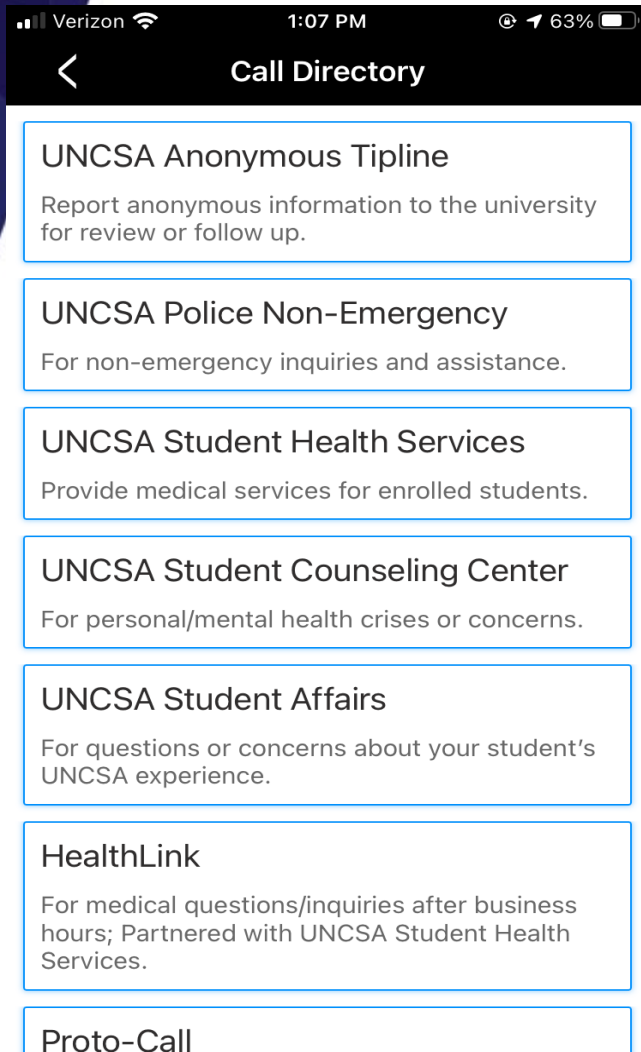 Verizon 1:07 PM 63%
Call Directory
UNCSA Anonymous Tipline
Report anonymous information to the university
for review or follow up.
UNCSA Police Non-Emergency
For non-emergency inquiries and assistance.
UNCSA Student Health Services
Provide medical services for enrolled students.
UNCSA Student Counseling Center
For personal/mental health crises or concerns.
UNCSA Student Affairs
For questions or concerns about your student’s
UNCSA experience.
HealthLink
For medical questions/inquiries after business
hours; Partnered with UNCSA Student Health
Services.
Proto-Call